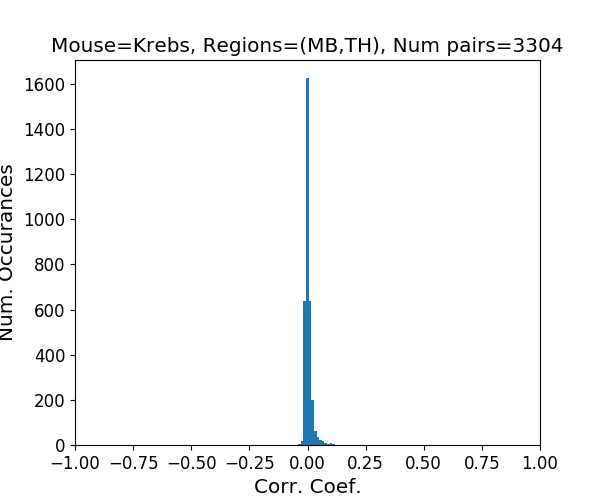 Mouse=Krebs, Regions=(MB,TH), Num pairs=3304
Num. Occurances
1600
1400
1200
1000
800
600
400
200
0
−1.00 −0.75 −0.50 −0.25 0.00 0.25 0.50 0.75 1.00
Corr. Coef.